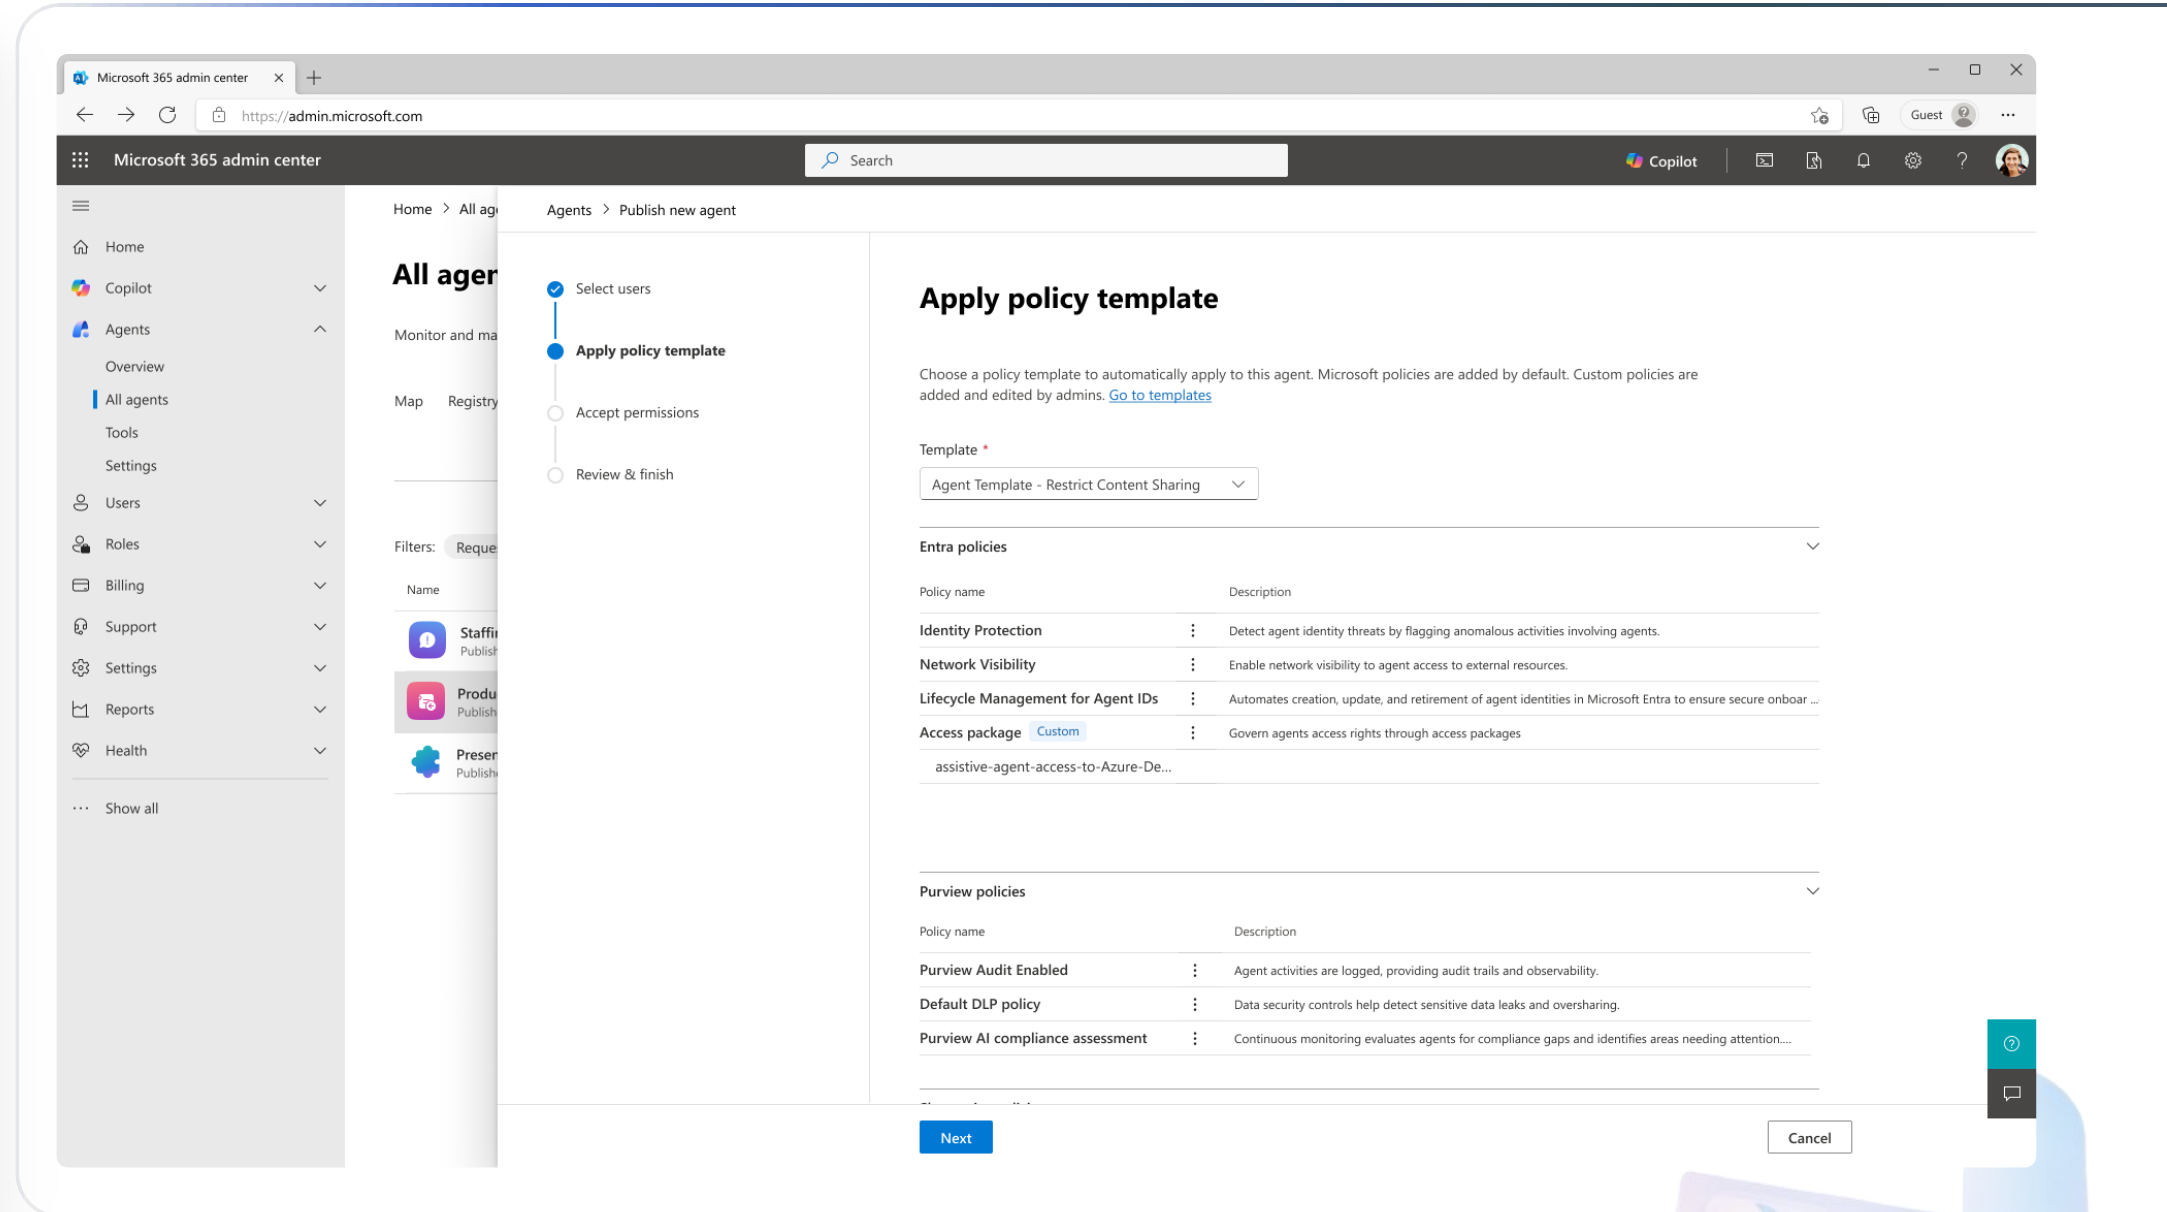 Microsoft 365 admin center
https://admin.microsoft.com
Guest
Microsoft 365 admin center
Search
Copilot
Home
Copilot
Agents
Overview
All agents
Tools
Settings
Users
Roles
Billing
Support
Settings
Reports
Health
Show all
Home > All age
All agen
Monitor and ma
Map Registry
Filters: Reques
Name
Staffin
Publish
Produ
Publish
Presen
Publish
Agents > Publish new agent
Select users
Apply policy template
Accept permissions
Review & finish
Apply policy template
Choose a policy template to automatically apply to this agent. Microsoft policies are added by default. Custom policies are
added and edited by admins. Go to templates
Template *
Agent Template - Restrict Content Sharing
Entra policies
Policy name Description
Identity Protection Detect agent identity threats by flagging anomalous activities involving agents.
Network Visibility Enable network visibility to agent access to external resources.
Lifecycle Management for Agent IDs Automates creation, update, and retirement of agent identities in Microsoft Entra to ensure secure onboar ...
Access package Custom Govern agents access rights through access packages
assistive-agent-access-to-Azure-De...
Purview policies
Policy name Description
Purview Audit Enabled Agent activities are logged, providing audit trails and observability.
Default DLP policy Data security controls help detect sensitive data leaks and oversharing.
Purview AI compliance assessment Continuous monitoring evaluates agents for compliance gaps and identifies areas needing attention....
Next
Cancel